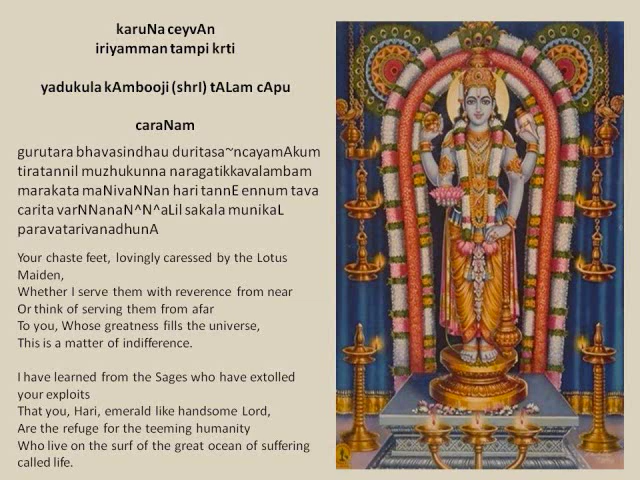 karuNa ceyvAn
iriyamman tampi krti
yadukula kAmbooji (shrI) tALam cApu
caraNam
gurutara bhavasindhau duritasa~ncayamAkum
tiratannil muzhukunna naragatikkavalambam
marakata maNivaNNan hari tannE ennum tava
carita varNNanaN^N^aLil sakala munikaL
paravatarivanadhunA
Your chaste feet, lovingly caressed by the Lotus
Maiden,
Whether I serve them with reverence from near
Or think of serving them from afar
To you, Whose greatness fills the universe,
This is a matter of indifference.
I have learned from the Sages who have extolled
your exploits
That you, Hari, emerald like handsome Lord,
Are the refuge for the teeming humanity
Who live on the surf of the great ocean of suffering
called life.